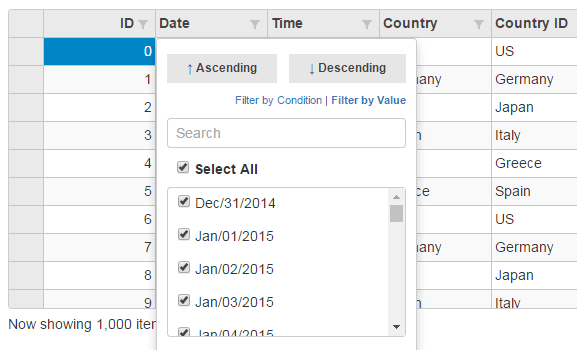 ID Date Time Country Country ID
0 US
↑ Ascending ↓ Descending
1 many Germany
Filter by Condition | Filter by Value
2 Japan
Search
3 Italy
4 Select All Greece
5 ce Spain
Dec/31/2014
6 US
Jan/01/2015
7 many Germany
Jan/02/2015
8 Japan
Jan/03/2015
9 Italy
Now showing 1,000 iter
Jan/04/2015